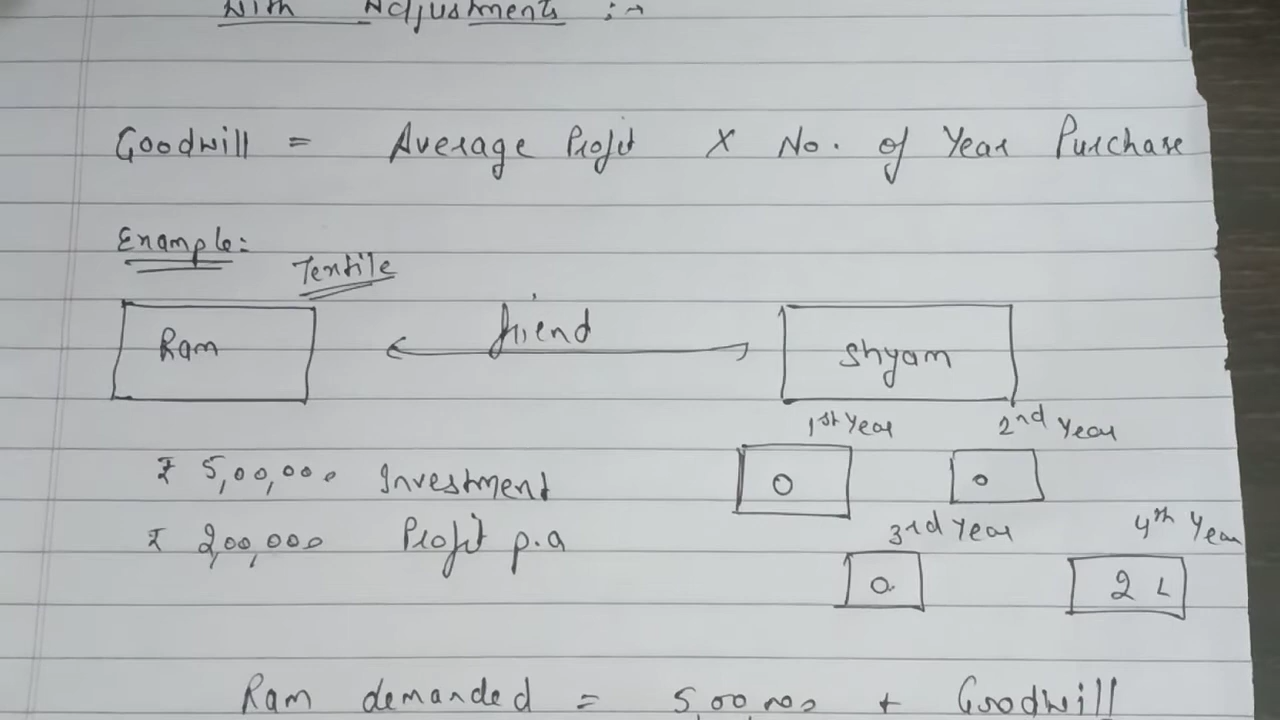 With Adjustments :-
Goodwill = Average Profit X No. of Year Purchase
Example:
Textile
Ram
friend
Shyam
1st Year
2nd Year
₹ 5,00,000 Investment
0
0
₹ 2,00,000 Profit p.a
3rd Year
4th Year
0
2 L
Ram demanded = 5,00,000 + Goodwill